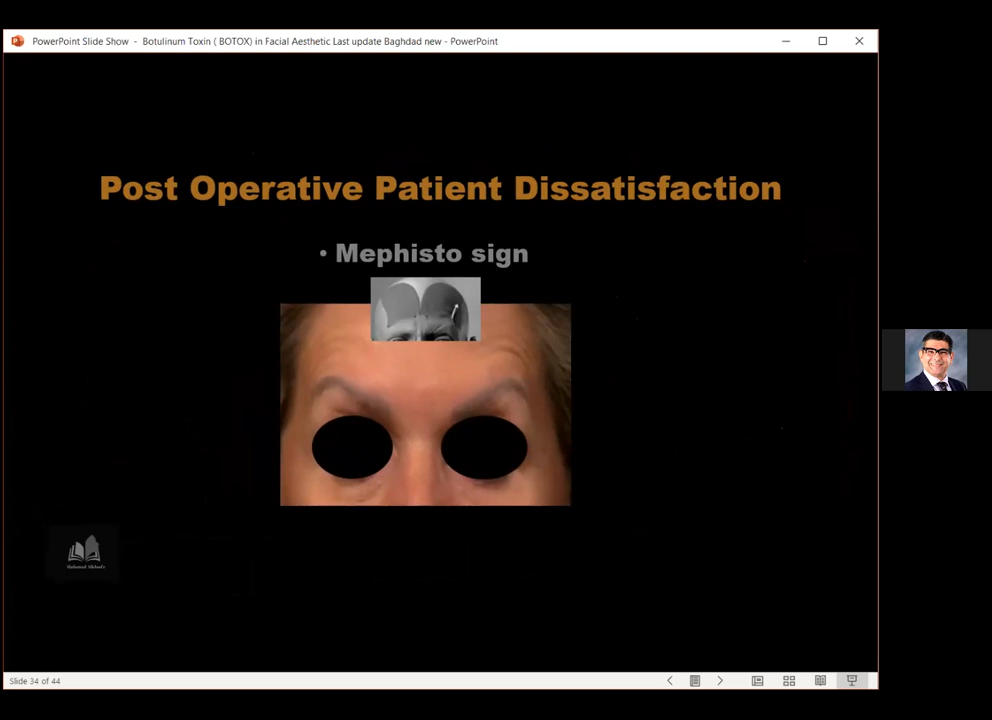 PowerPoint Slide Show - Botulinum Toxin ( BOTOX) in Facial Aesthetic Last update Baghdad new - PowerPoint
Post Operative Patient Dissatisfaction
• Mephisto sign
Slide 34 of 44